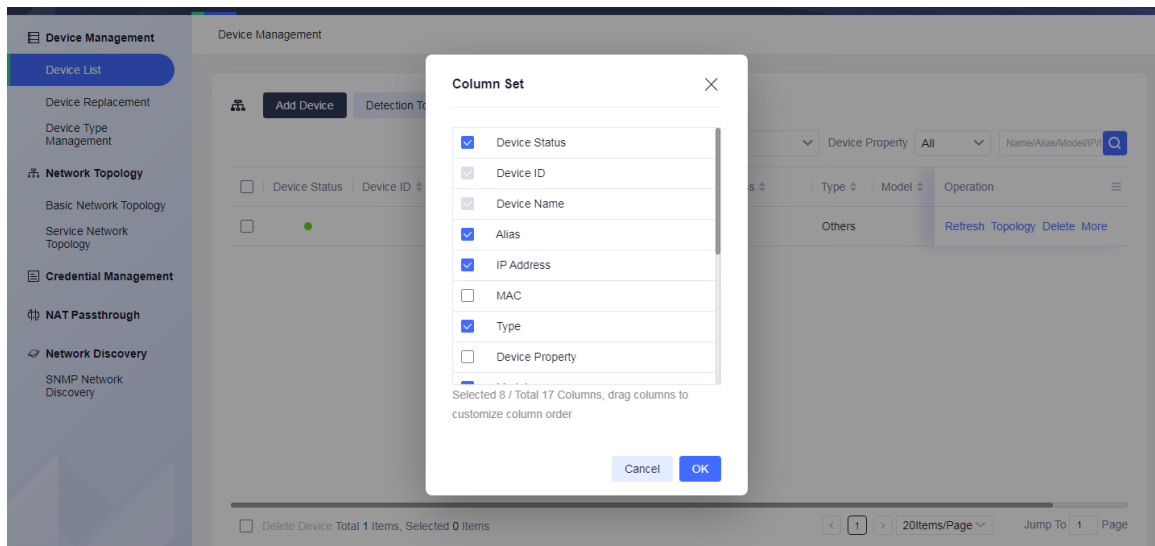 Device Management
Device List
Device Replacement
Device Type
Management
Network Topology
Basic Network Topology
Service Network
Topology
Credential Management
NAT Passthrough
Network Discovery
SNMP Network
Discovery
Device Management
Add Device
Detection To
Device Property All
Name/Alias/Model/IP/I
Device Status Device ID
Type Model Operation
Others
Refresh Topology Delete More
Column Set
Device Status
Device ID
Device Name
Alias
IP Address
MAC
Type
Device Property
Selected 8 / Total 17 Columns, drag columns to
customize column order
Cancel OK
Delete Device Total 1 Items, Selected 0 Items
< 1 > 20Items/Page Jump To 1 Page